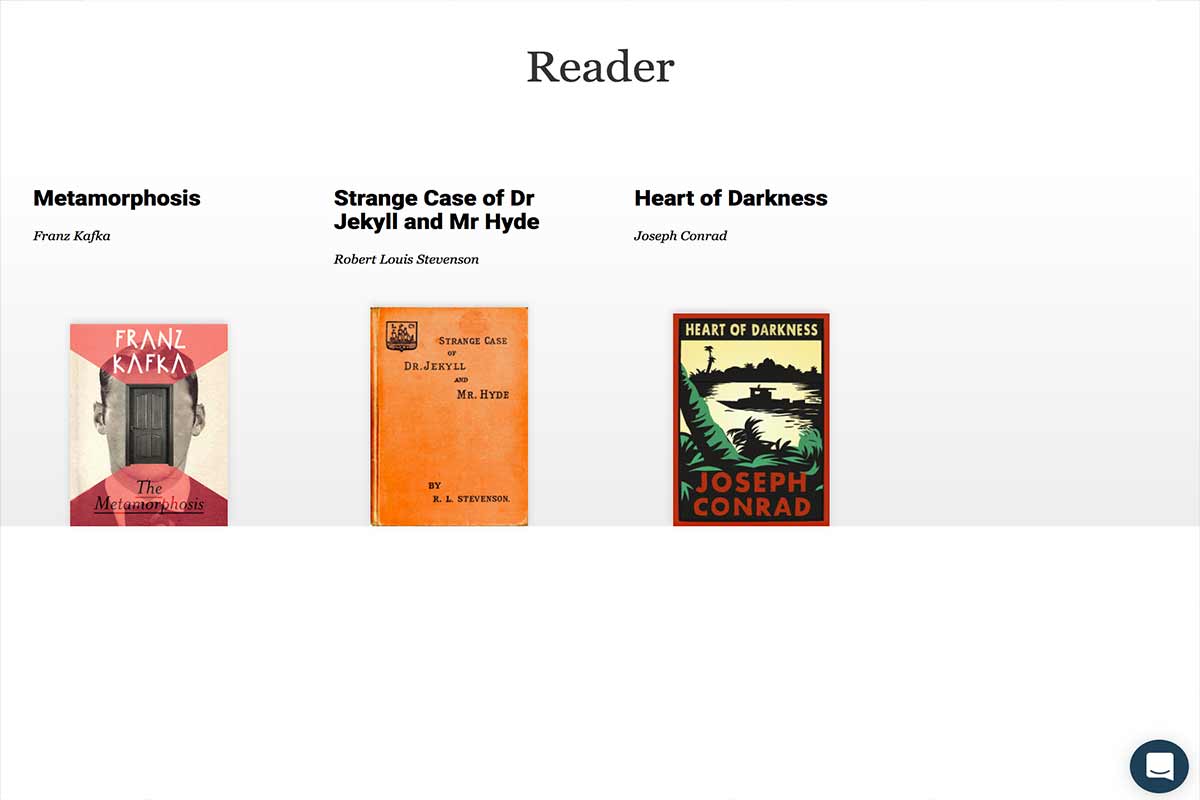 Reader
Metamorphosis
Franz Kafka
Strange Case of Dr
Jekyll and Mr Hyde
Robert Louis Stevenson
Heart of Darkness
Joseph Conrad
FRANZ
KAFKA
The
Metamorphosis
STRANGE CASE
OF
DR. JEKYLL
AND
MR. HYDE
BY
R. L. STEVENSON.
HEART OF DARKNESS
JOSEPH
CONRAD